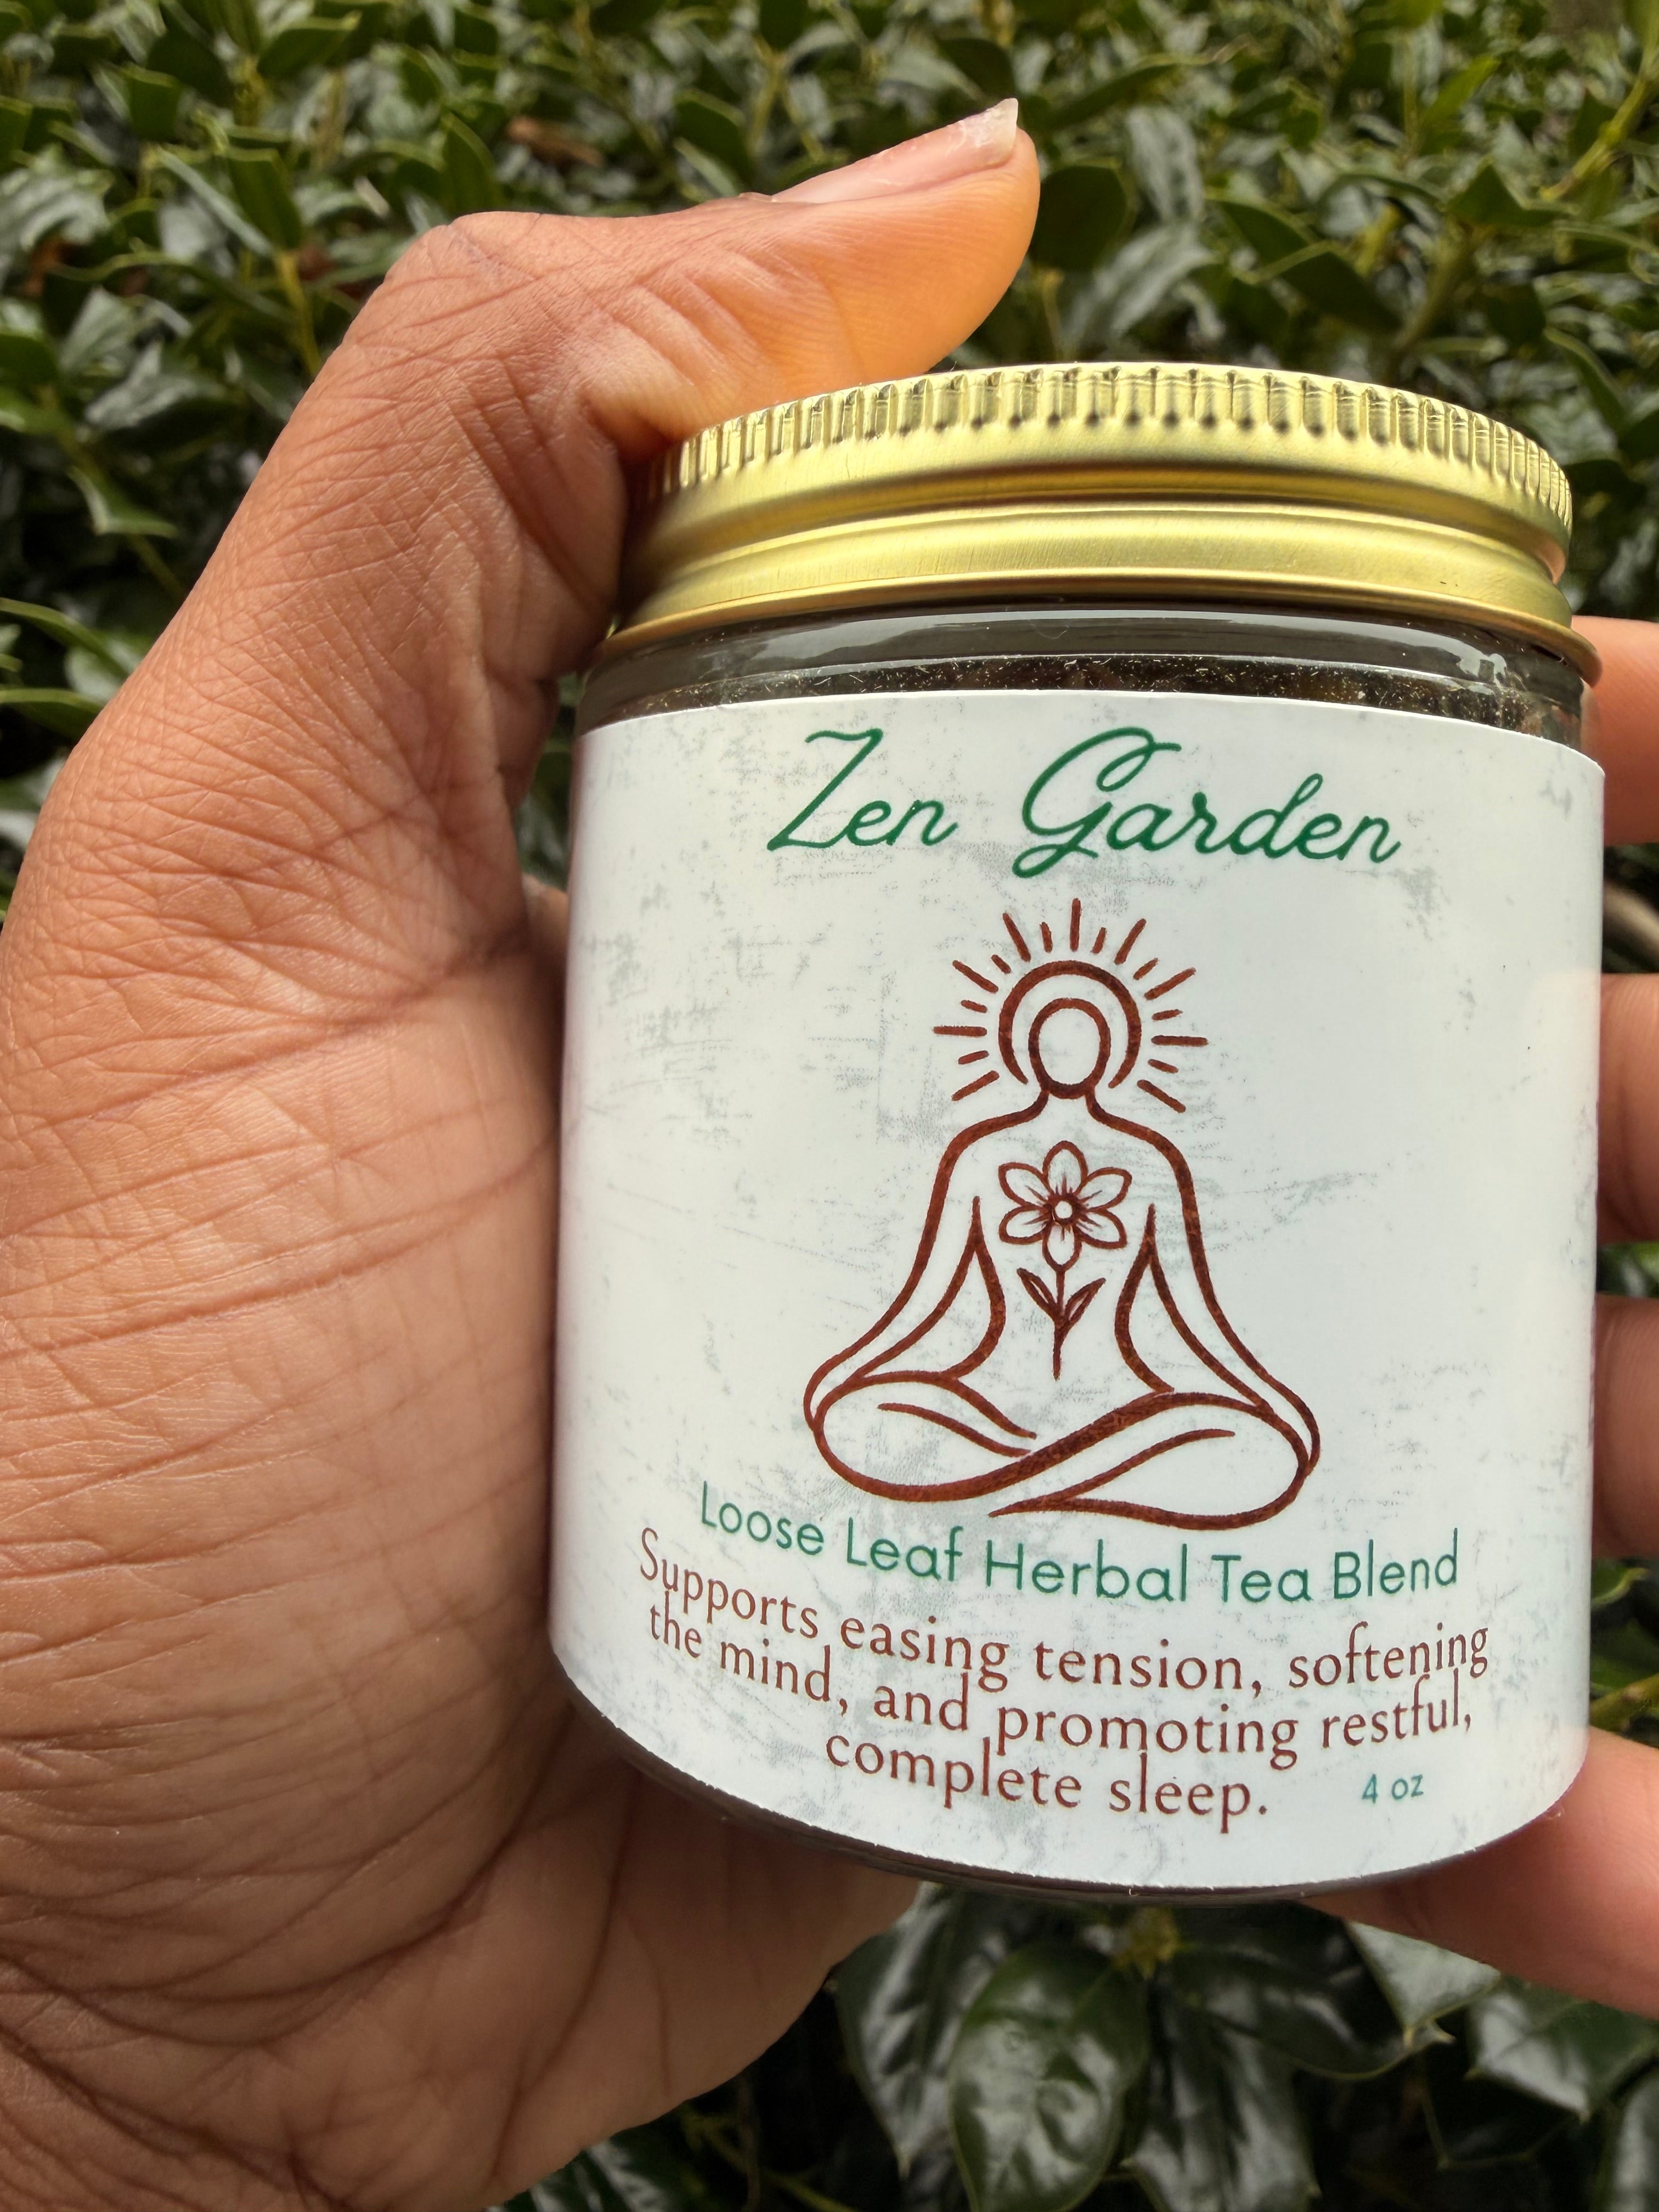 Zen Garden
Loose Leaf Herbal Tea Blend
Supports easing tension, softening
the mind, and promoting restful,
complete sleep.
4 oz